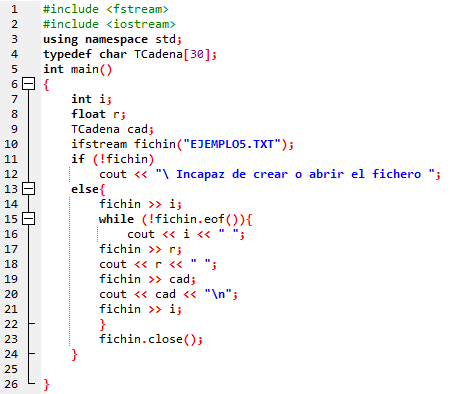 1 #include <fstream>
2 #include <iostream>
3 using namespace std;
4 typedef char TCadena[30];
5 int main()
6 {
7 int i;
8 float r;
9 TCadena cad;
10 ifstream fichin("EJEMPLO5.TXT");
11 if (!fichin)
12 cout << "\ Incapaz de crear o abrir el fichero ";
13 else{
14 fichin >> i;
15 while (!fichin.eof()){
16 cout << i << " ";
17 fichin >> r;
18 cout << r << " ";
19 fichin >> cad;
20 cout << cad << "\n";
21 fichin >> i;
22 }
23 fichin.close();
24 }
25
26 }